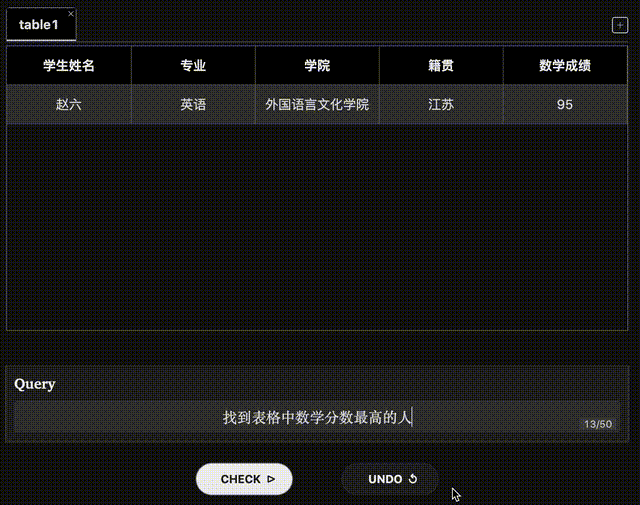 table1
学生姓名 专业 学院 籍贯 数学成绩
赵六 英语 外国语言文化学院 江苏 95
Query
找到表格中数学分数最高的人
13/50
CHECK UNDO